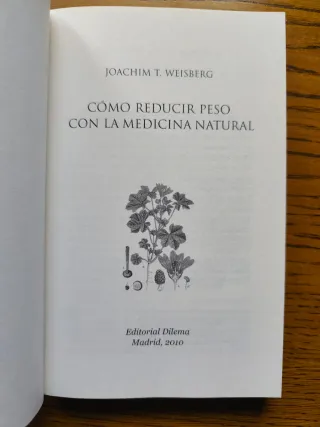 JOACHIM T. WEISBERG
CÓMO REDUCIR PESO
CON LA MEDICINA NATURAL
Editorial Dilema
Madrid, 2010